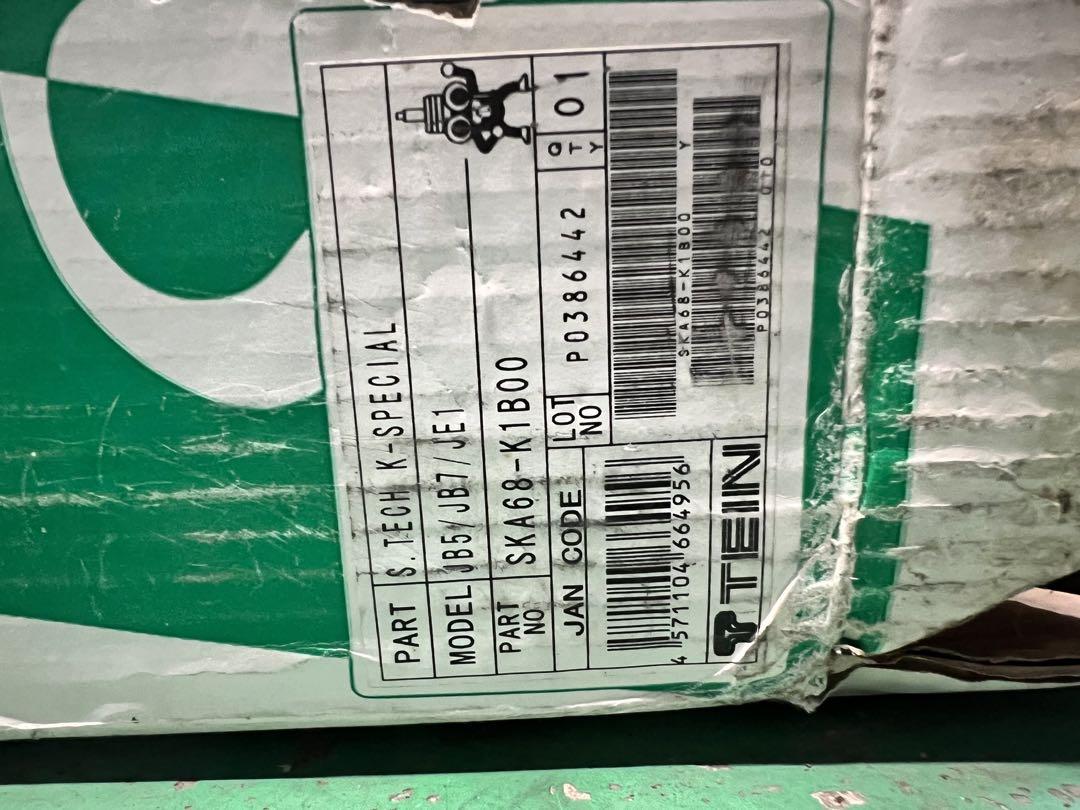 PART S.TECH K-SPECIAL
MODEL JB5/JB7/JE1
PART NO SKA68-K1B00
JAN CODE
LOT NO P0386442
QTY 01
4 571104 664956
SKA68-K1B00 Y
P0386442 010
TEIN